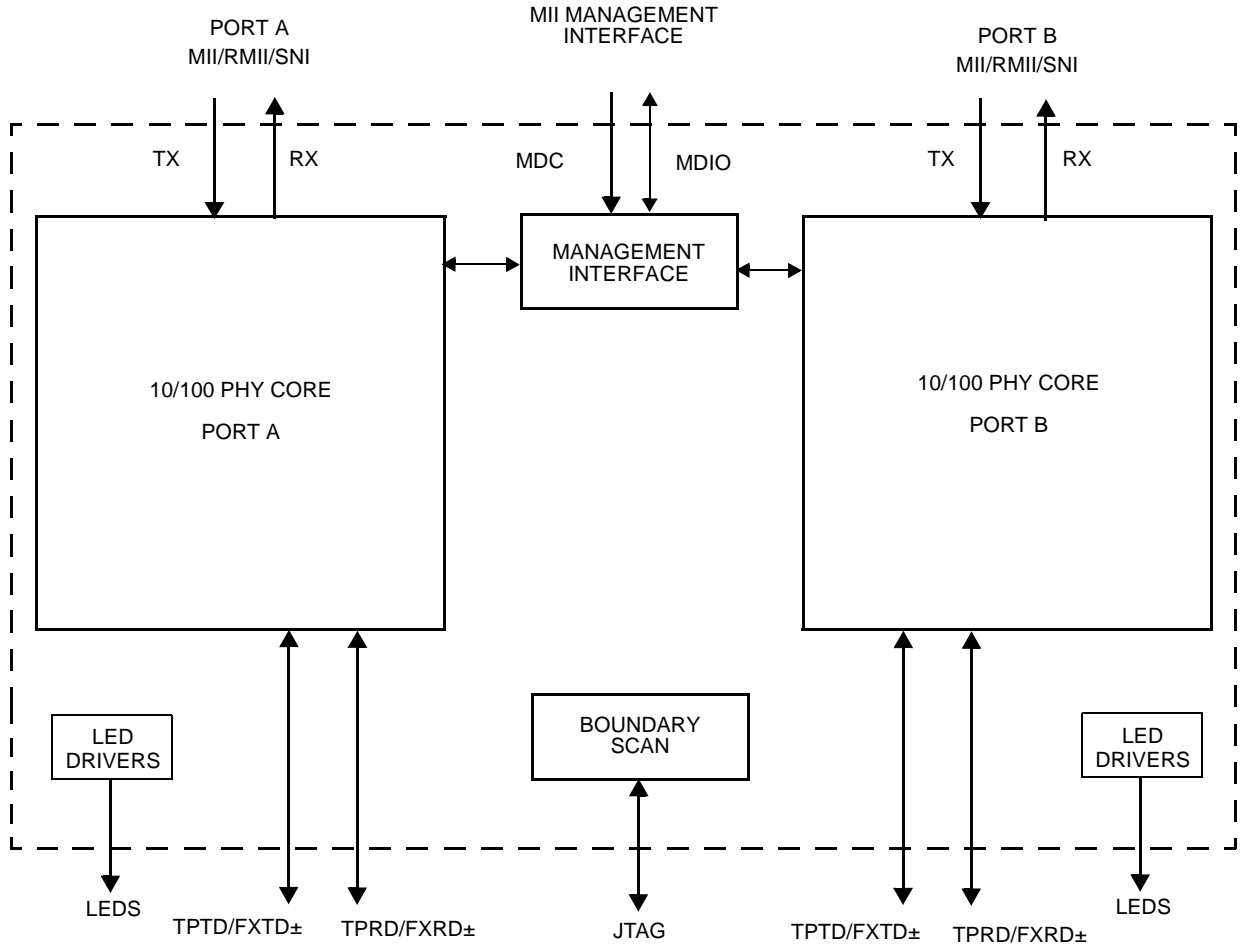 PORT A
MII/RMII/SNI
MII MANAGEMENT
INTERFACE
PORT B
MII/RMII/SNI
TX
RX
MDC
MDIO
TX
RX
MANAGEMENT
INTERFACE
10/100 PHY CORE
PORT A
10/100 PHY CORE
PORT B
LED
DRIVERS
BOUNDARY
SCAN
LED
DRIVERS
LEDS
TPTD/FXTD±
TPRD/FXRD±
JTAG
TPTD/FXTD±
TPRD/FXRD±
LEDS